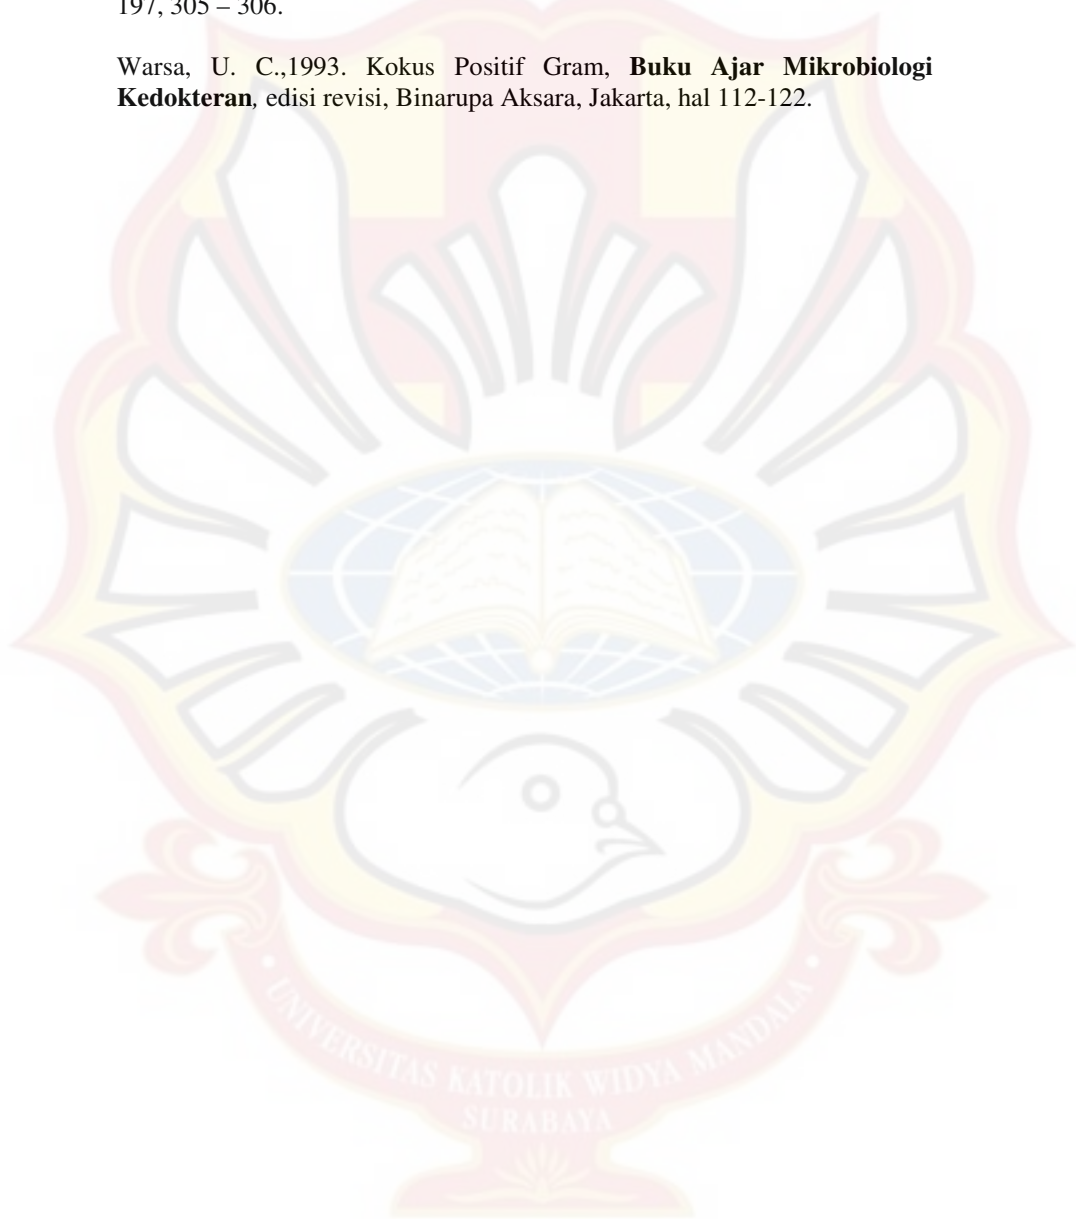 197, 305 – 306.
Warsa, U. C.,1993. Kokus Positif Gram, Buku Ajar Mikrobiologi
Kedokteran, edisi revisi, Binarupa Aksara, Jakarta, hal 112-122.
UNIVERSITAS KATOLIK WIDYA MANDALA
SURABAYA